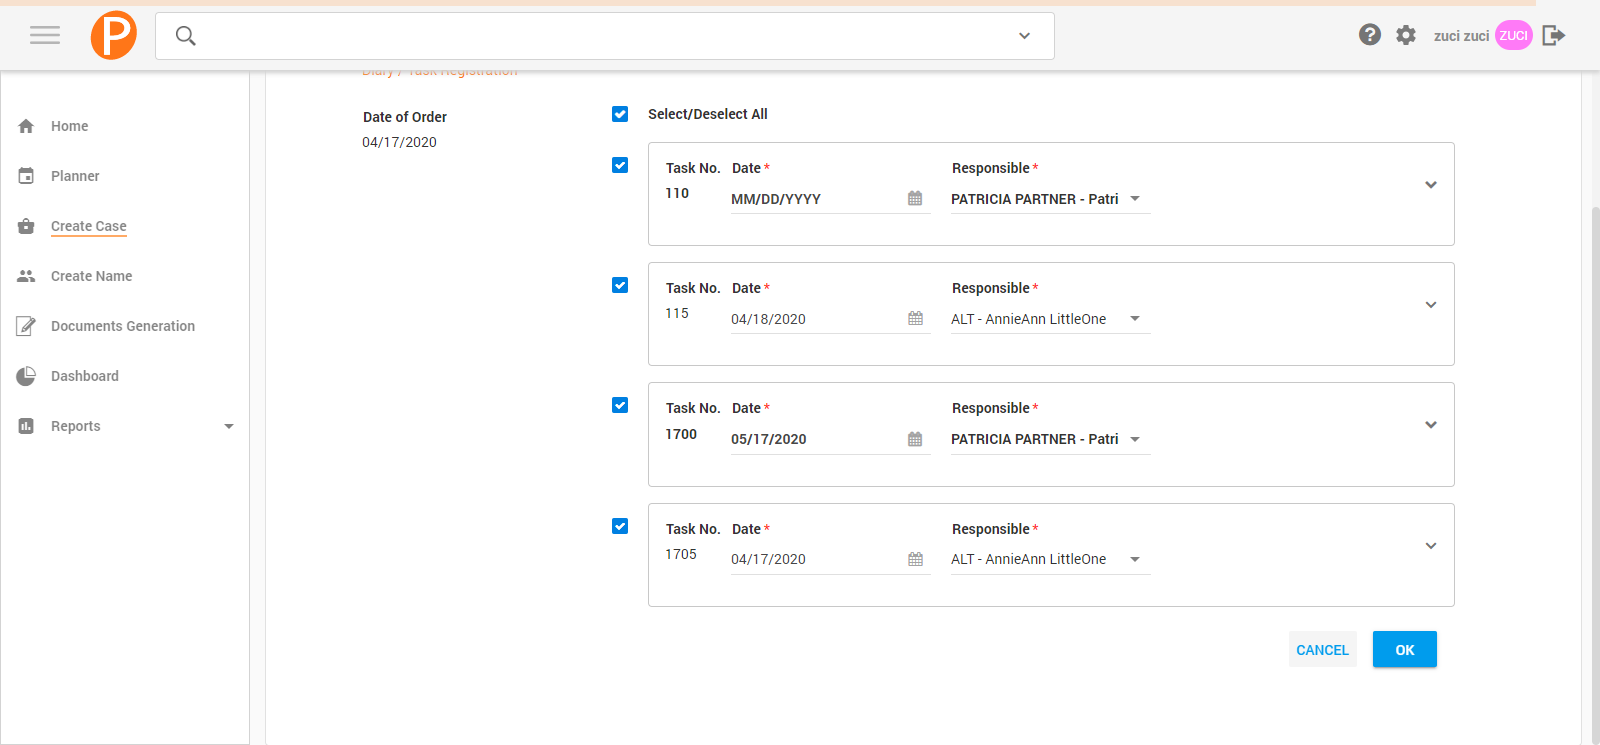 P
?
zuci zuci
ZUCI
Home
Planner
Create Case
Create Name
Documents Generation
Dashboard
Reports
Diary / Task Registration
Date of Order
04/17/2020
Select/Deselect All
Task No. Date * Responsible *
110 MM/DD/YYYY PATRICIA PARTNER - Patri
Task No. Date * Responsible *
115 04/18/2020 ALT - AnnieAnn LittleOne
Task No. Date * Responsible *
1700 05/17/2020 PATRICIA PARTNER - Patri
Task No. Date * Responsible *
1705 04/17/2020 ALT - AnnieAnn LittleOne
CANCEL OK